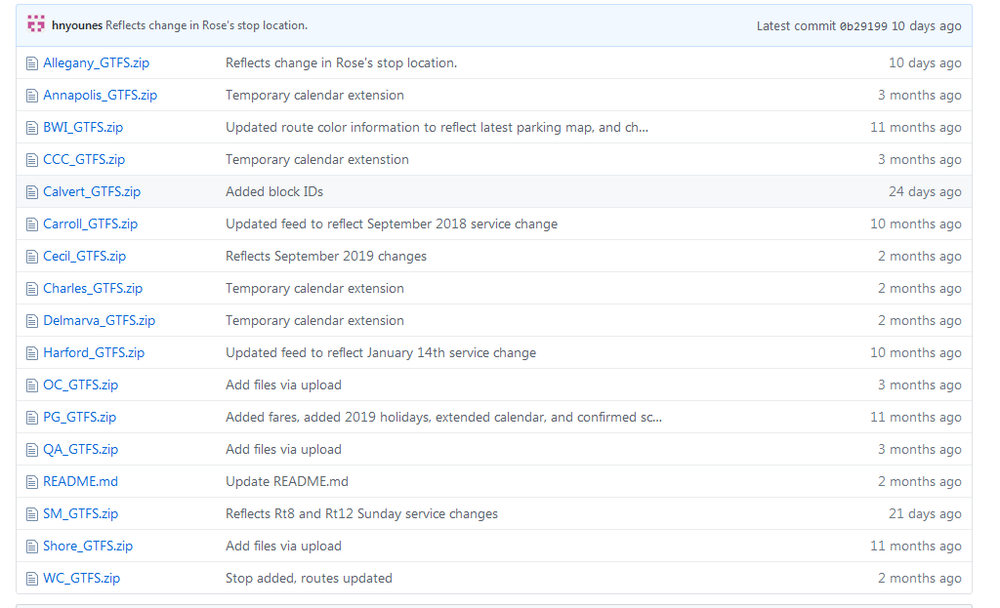 hnyounes Reflects change in Rose's stop location. Latest commit 0b29199 10 days ago
Allegany_GTFS.zip Reflects change in Rose's stop location. 10 days ago
Annapolis_GTFS.zip Temporary calendar extension 3 months ago
BWI_GTFS.zip Updated route color information to reflect latest parking map, and ch... 11 months ago
CCC_GTFS.zip Temporary calendar extenstion 3 months ago
Calvert_GTFS.zip Added block IDs 24 days ago
Carroll_GTFS.zip Updated feed to reflect September 2018 service change 10 months ago
Cecil_GTFS.zip Reflects September 2019 changes 2 months ago
Charles_GTFS.zip Temporary calendar extension 2 months ago
Delmarva_GTFS.zip Temporary calendar extension 2 months ago
Harford_GTFS.zip Updated feed to reflect January 14th service change 10 months ago
OC_GTFS.zip Add files via upload 3 months ago
PG_GTFS.zip Added fares, added 2019 holidays, extended calendar, and confirmed sc... 11 months ago
QA_GTFS.zip Add files via upload 3 months ago
README.md Update README.md 2 months ago
SM_GTFS.zip Reflects Rt8 and Rt12 Sunday service changes 21 days ago
Shore_GTFS.zip Add files via upload 11 months ago
WC_GTFS.zip Stop added, routes updated 2 months ago